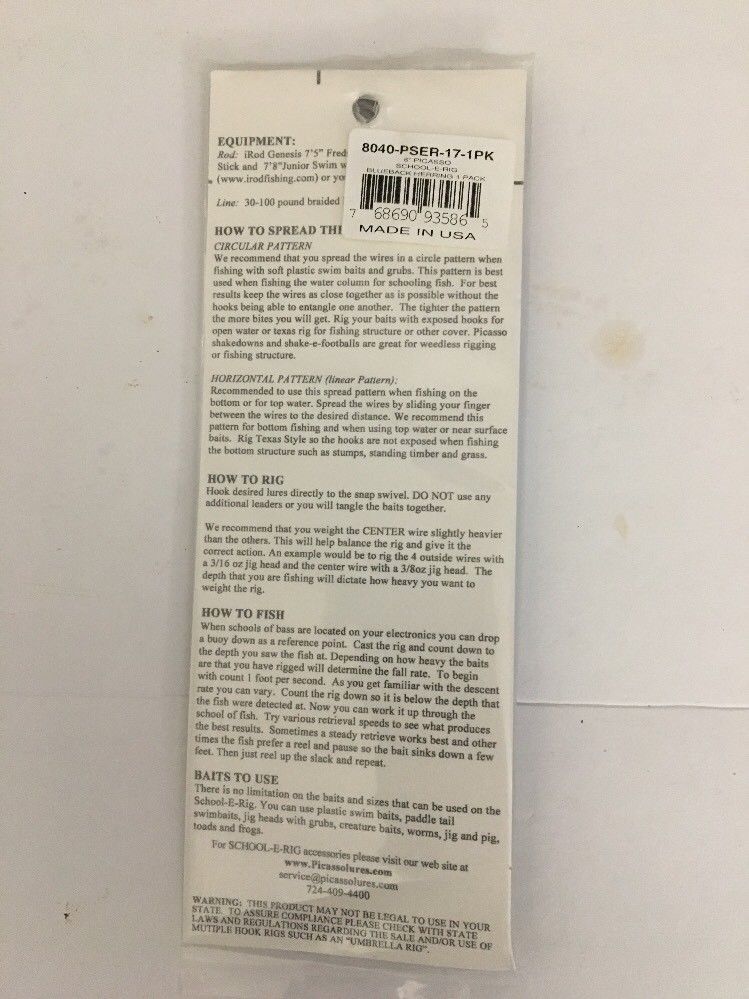 EQUIPMENT:
Rod: iRod Genesis 7'5" Fred
Stick and 7'8"Junior Swim w
(www.irodfishing.com) or yo
Line: 30-100 pound braided
8040-PSER-17-1PK
6" PICASSO
SCHOOL-E-RIG
BLUEBACK HERRING 1 PACK
7 68690 93586 5
MADE IN USA
HOW TO SPREAD THE
CIRCULAR PATTERN
We recommend that you spread the wires in a circle pattern when
fishing with soft plastic swim baits and grubs. This pattern is best
used when fishing the water column for schooling fish. For best
results keep the wires as close together as is possible without the
hooks being able to entangle one another. The tighter the pattern
the more bites you will get. Rig your baits with exposed hooks for
open water or texas rig for fishing structure or other cover. Picasso
shakedowns and shake-e-footballs are great for weedless rigging
or fishing structure.
HORIZONTAL PATTERN (linear Pattern):
Recommended to use this spread pattern when fishing on the
bottom or for top water. Spread the wires by sliding your finger
between the wires to the desired distance. We recommend this
pattern for bottom fishing and when using top water or near surface
baits. Rig Texas Style so the hooks are not exposed when fishing
the bottom structure such as stumps, standing timber and grass.
HOW TO RIG
Hook desired lures directly to the snap swivel. DO NOT use any
additional leaders or you will tangle the baits together.
We recommend that you weight the CENTER wire slightly heavier
than the others. This will help balance the rig and give it the
correct action. An example would be to rig the 4 outside wires with
a 3/16 oz jig head and the center wire with a 3/8oz jig head. The
depth that you are fishing will dictate how heavy you want to
weight the rig.
HOW TO FISH
When schools of bass are located on your electronics you can drop
a buoy down as a reference point. Cast the rig and count down to
the depth you saw the fish at. Depending on how heavy the baits
are that you have rigged will determine the fall rate. To begin
with count 1 foot per second. As you get familiar with the descent
rate you can vary. Count the rig down so it is below the depth that
the fish were detected at. Now you can work it up through the
school of fish. Try various retrieval speeds to see what produces
the best results. Sometimes a steady retrieve works best and other
times the fish prefer a reel and pause so the bait sinks down a few
feet. Then just reel up the slack and repeat.
BAITS TO USE
There is no limitation on the baits and sizes that can be used on the
School-E-Rig. You can use plastic swim baits, paddle tail
swimbaits, jig heads with grubs, creature baits, worms, jig and pig,
toads and frogs.
For SCHOOL-E-RIG accessories please visit our web site at
www.Picassolures.com
service@picassolures.com
724-409-4400
WARNING: THIS PRODUCT MAY NOT BE LEGAL TO USE IN YOUR
STATE. TO ASSURE COMPLIANCE PLEASE CHECK WITH STATE
LAWS AND REGULATIONS REGARDING THE SALE AND/OR USE OF
MUTIPLE HOOK RIGS SUCH AS AN "UMBRELLA RIG".